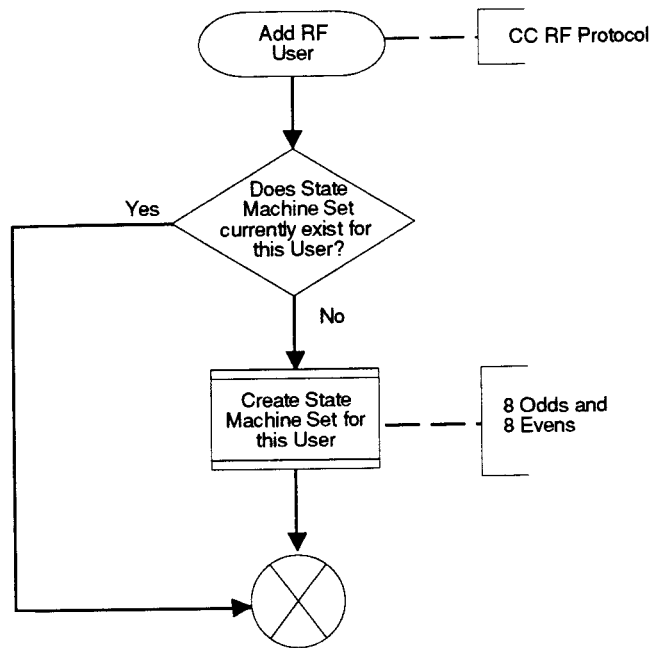 Add RF
User
CC RF Protocol
Does State
Machine Set
currently exist for
this User?
Yes
No
Create State
Machine Set for
this User
8 Odds and
8 Evens